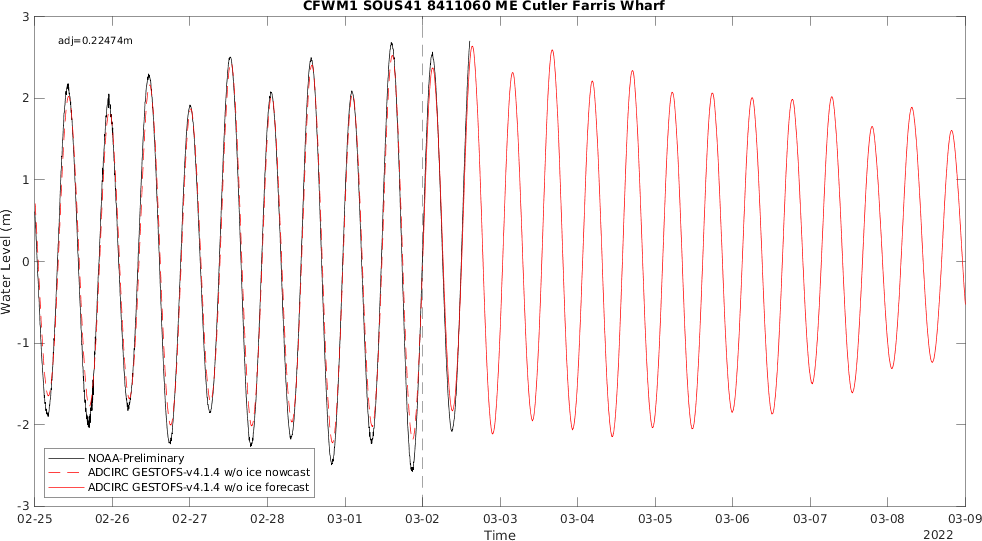 CFWM1 SOUS41 8411060 ME Cutler Farris Wharf
adj=0.22474m
3
2
1
0
-1
-2
-3
Water Level (m)
NOAA-Preliminary
ADCIRC GESTOFS-v4.1.4 w/o ice nowcast
ADCIRC GESTOFS-v4.1.4 w/o ice forecast
02-25 02-26 02-27 02-28 03-01 03-02 03-03 03-04 03-05 03-06 03-07 03-08 03-09
Time
2022